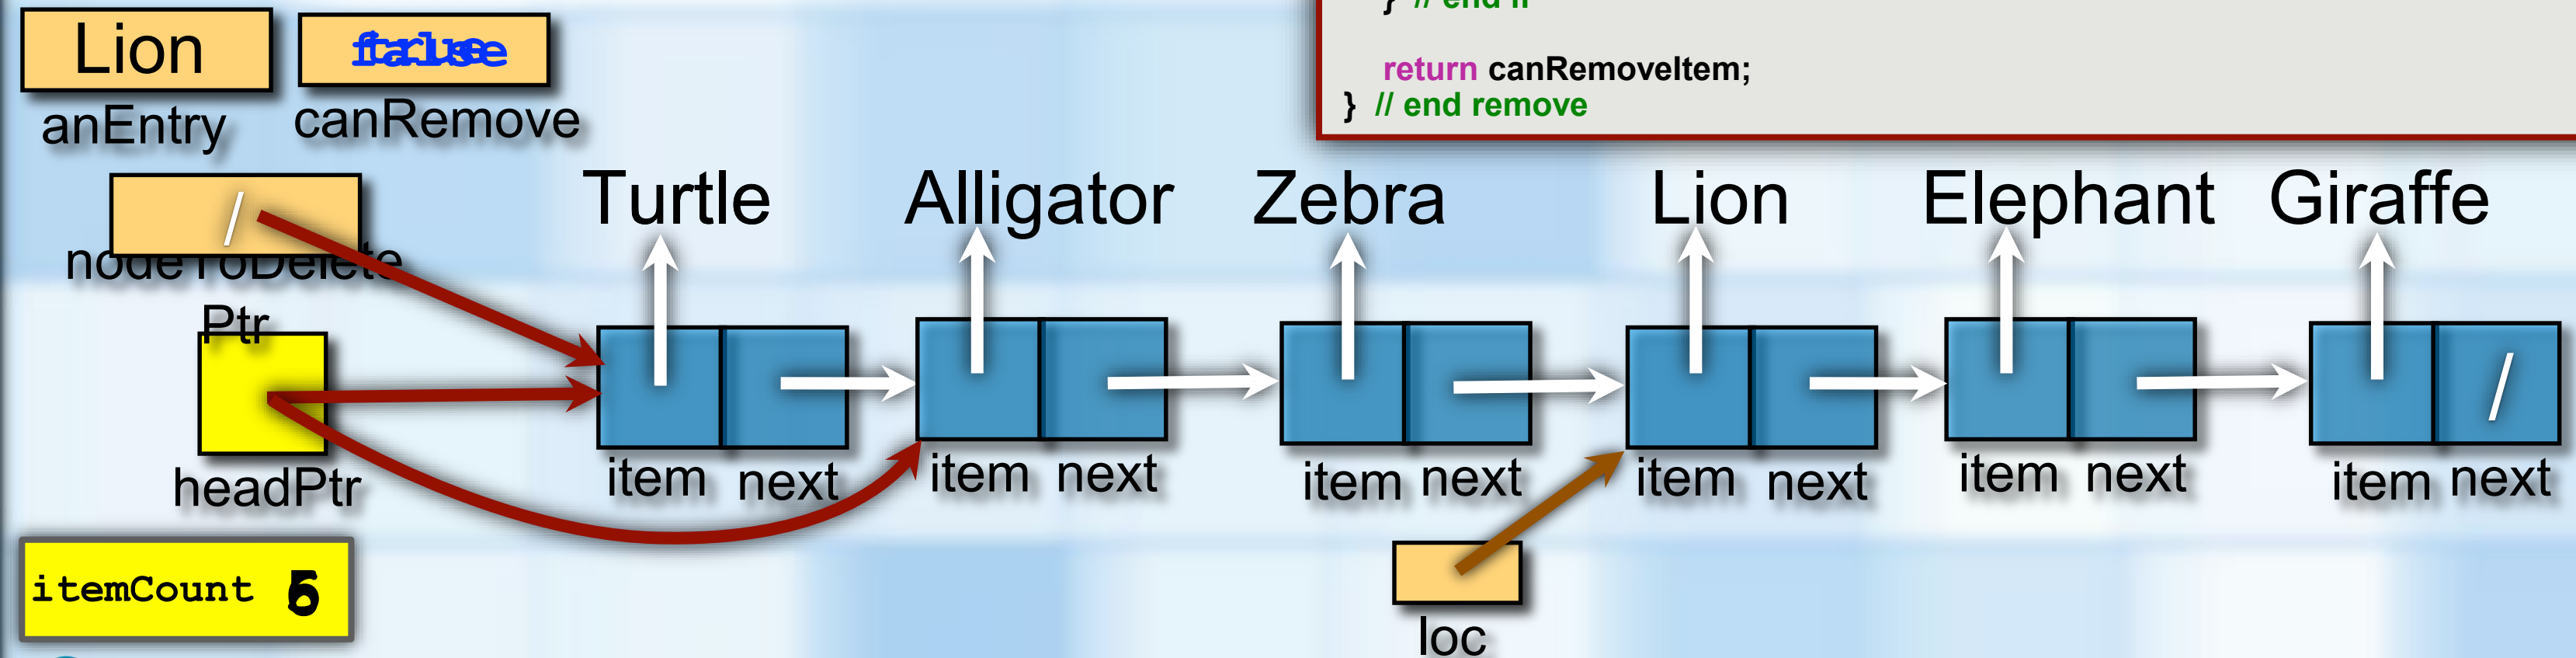 } // end if
return canRemoveItem;
} // end remove
Lion
anEntry
canRemove
/
nodeToDelete
Ptr
headPtr
Turtle
Alligator
Zebra
Lion
Elephant
Giraffe
/
item next
item next
item next
item next
item next
item next
itemCount
loc